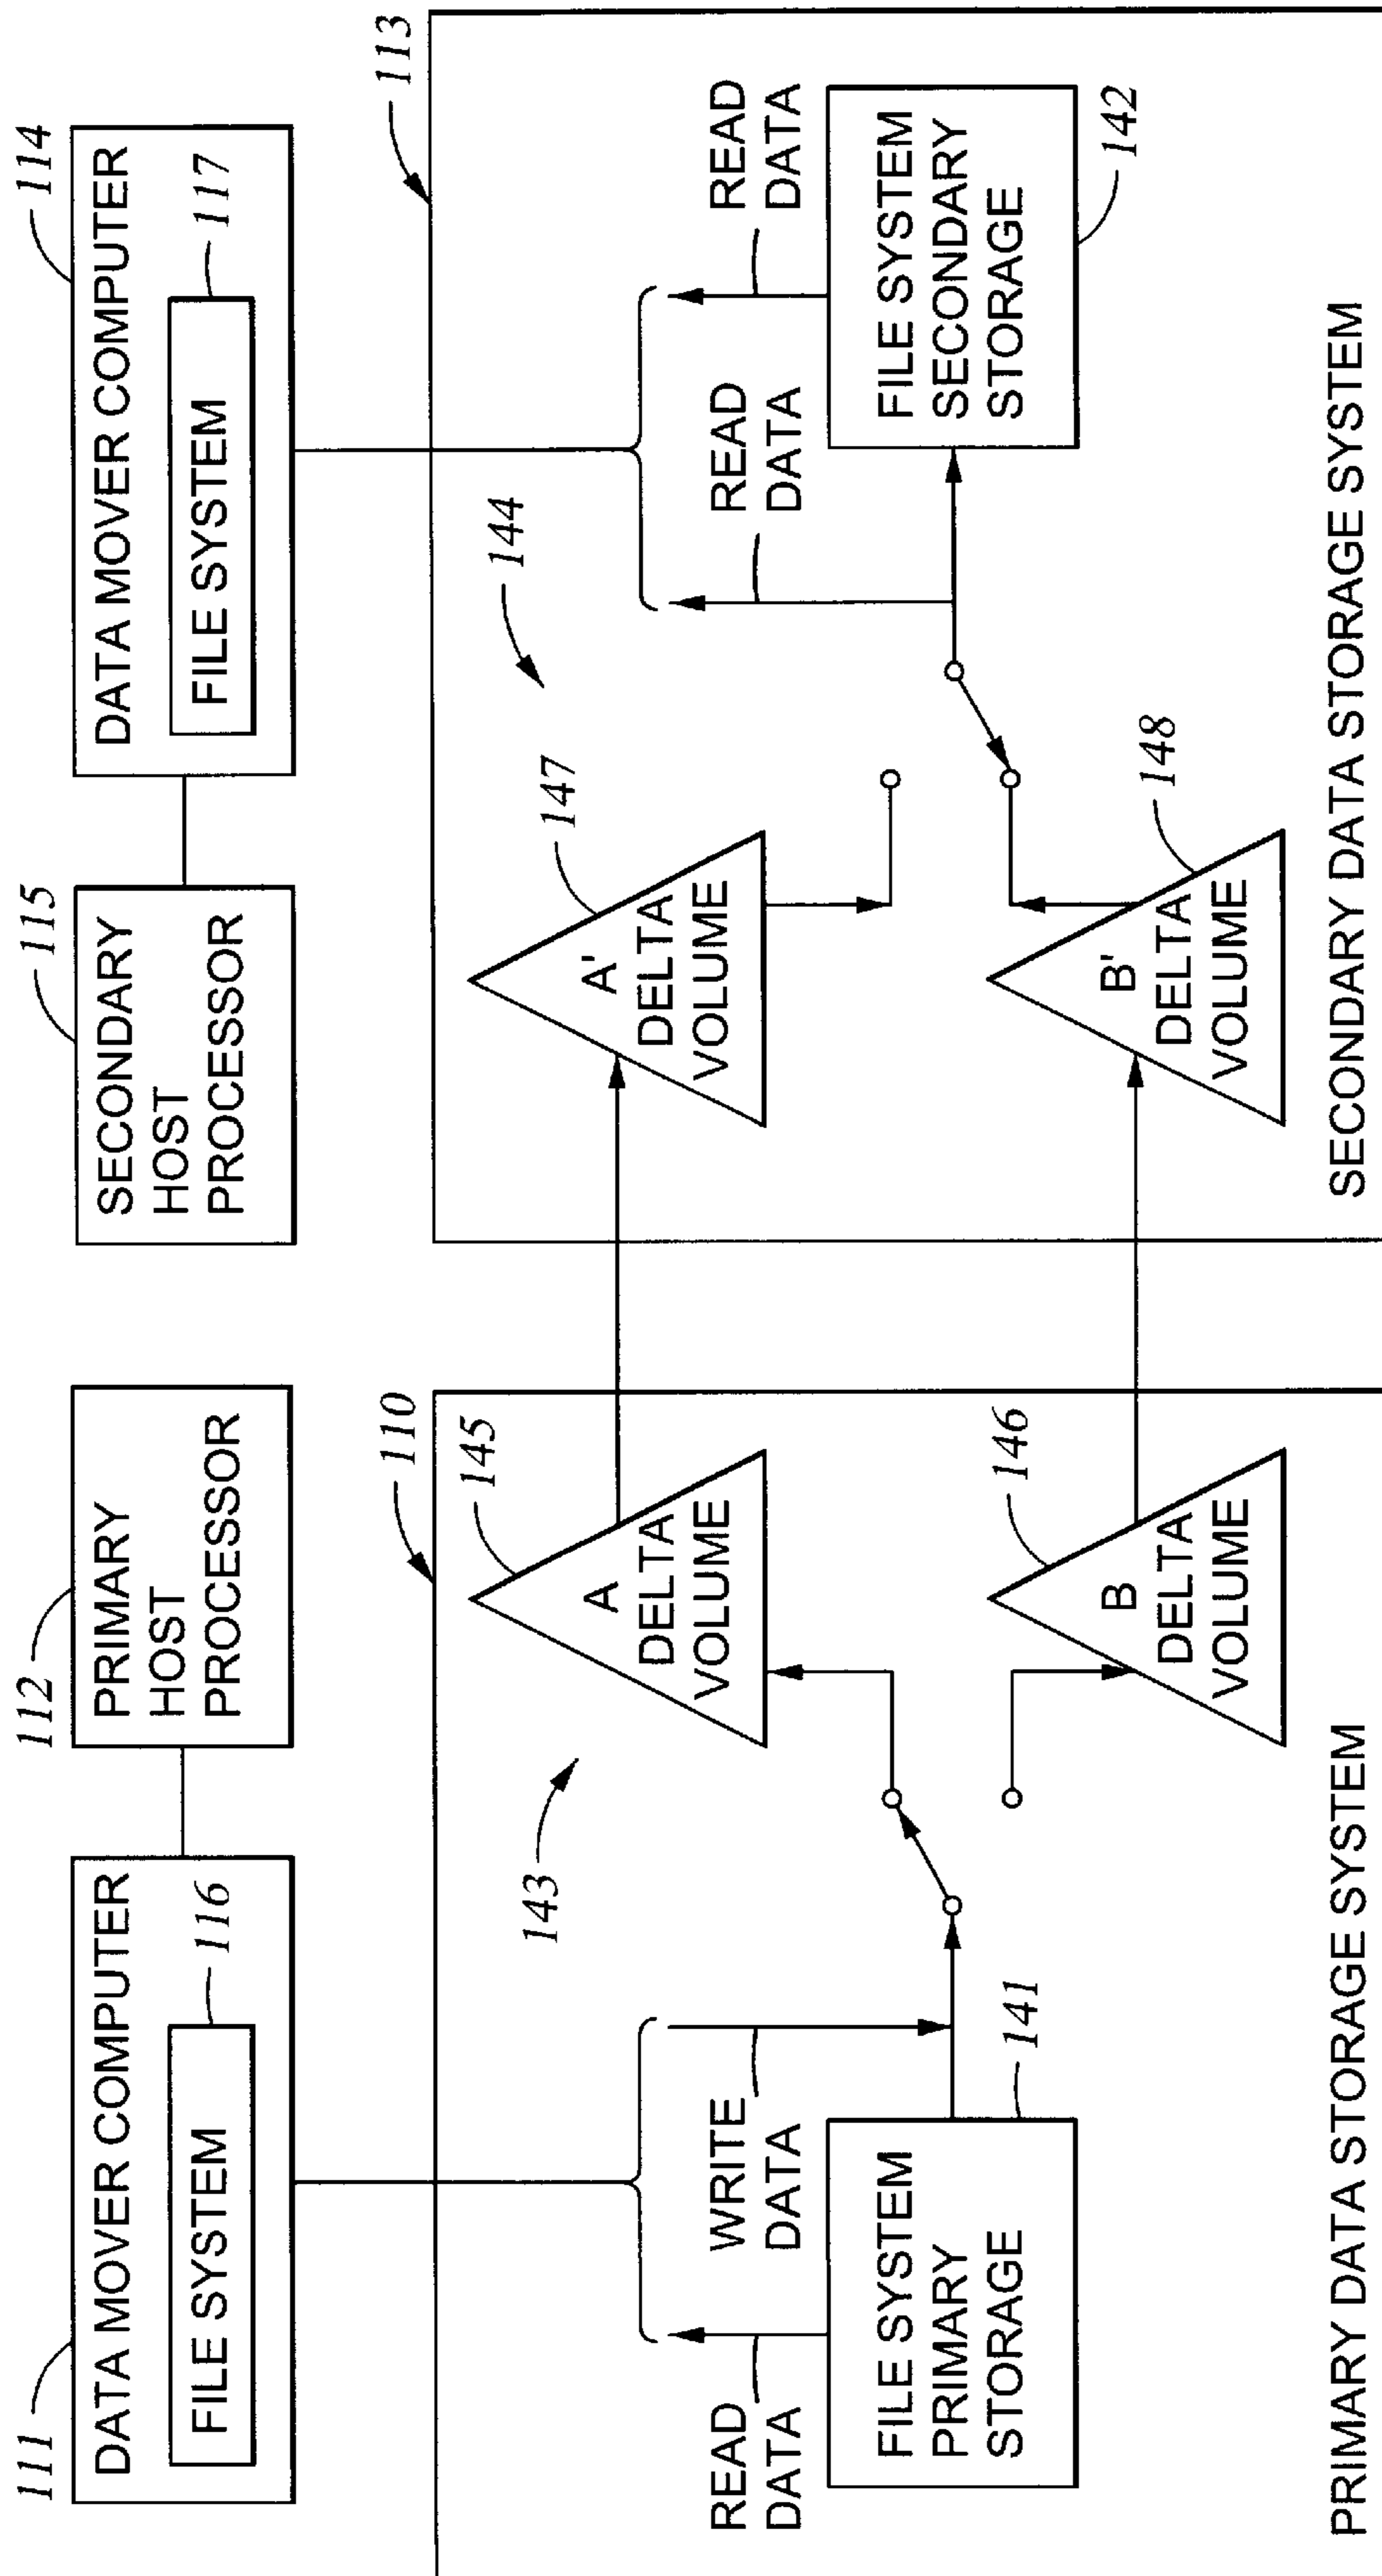 111
DATA MOVER COMPUTER
FILE SYSTEM
116
112
PRIMARY
HOST
PROCESSOR
115
SECONDARY
HOST
PROCESSOR
114
DATA MOVER COMPUTER
FILE SYSTEM
117
110
READ
DATA
WRITE
DATA
FILE SYSTEM
PRIMARY
STORAGE
141
143
145
A
DELTA
VOLUME
146
B
DELTA
VOLUME
PRIMARY DATA STORAGE SYSTEM
113
144
147
A'
DELTA
VOLUME
148
B'
DELTA
VOLUME
READ
DATA
READ
DATA
FILE SYSTEM
SECONDARY
STORAGE
142
SECONDARY DATA STORAGE SYSTEM